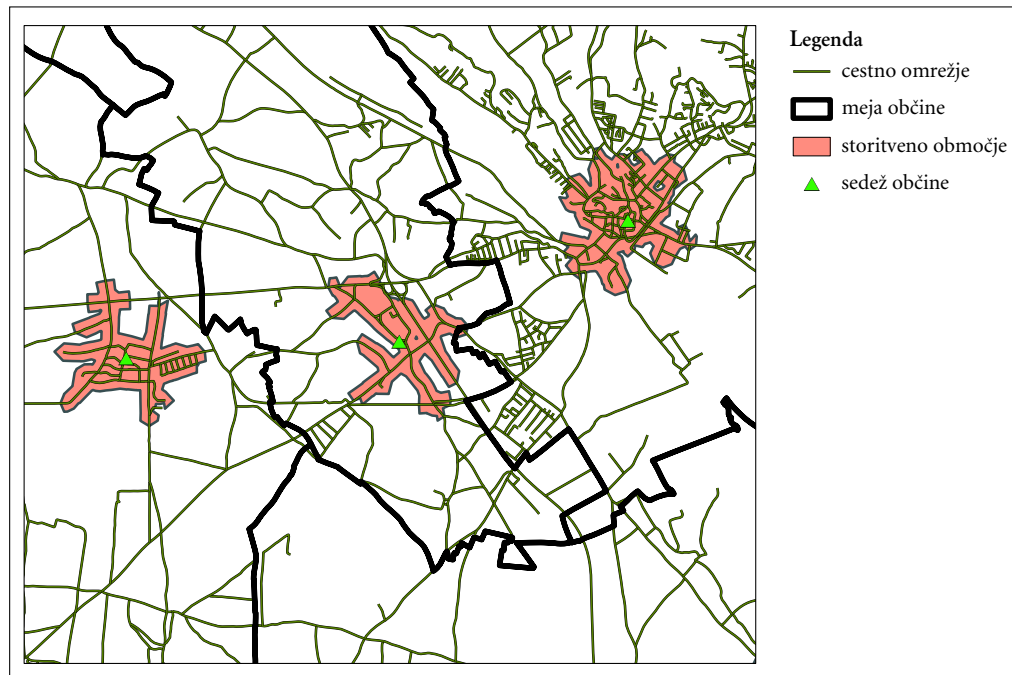 Legenda
cestno omrežje
meja občine
storitveno območje
sedež občine